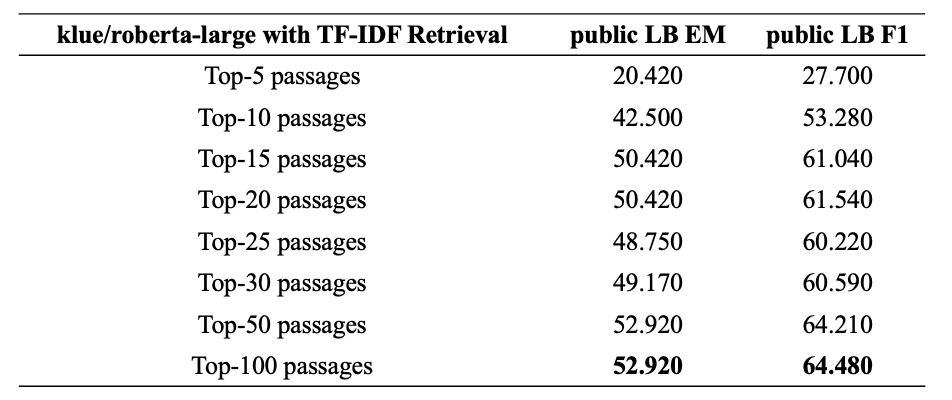 klue/roberta-large with TF-IDF Retrieval public LB EM public LB F1
Top-5 passages 20.420 27.700
Top-10 passages 42.500 53.280
Top-15 passages 50.420 61.040
Top-20 passages 50.420 61.540
Top-25 passages 48.750 60.220
Top-30 passages 49.170 60.590
Top-50 passages 52.920 64.210
Top-100 passages 52.920 64.480